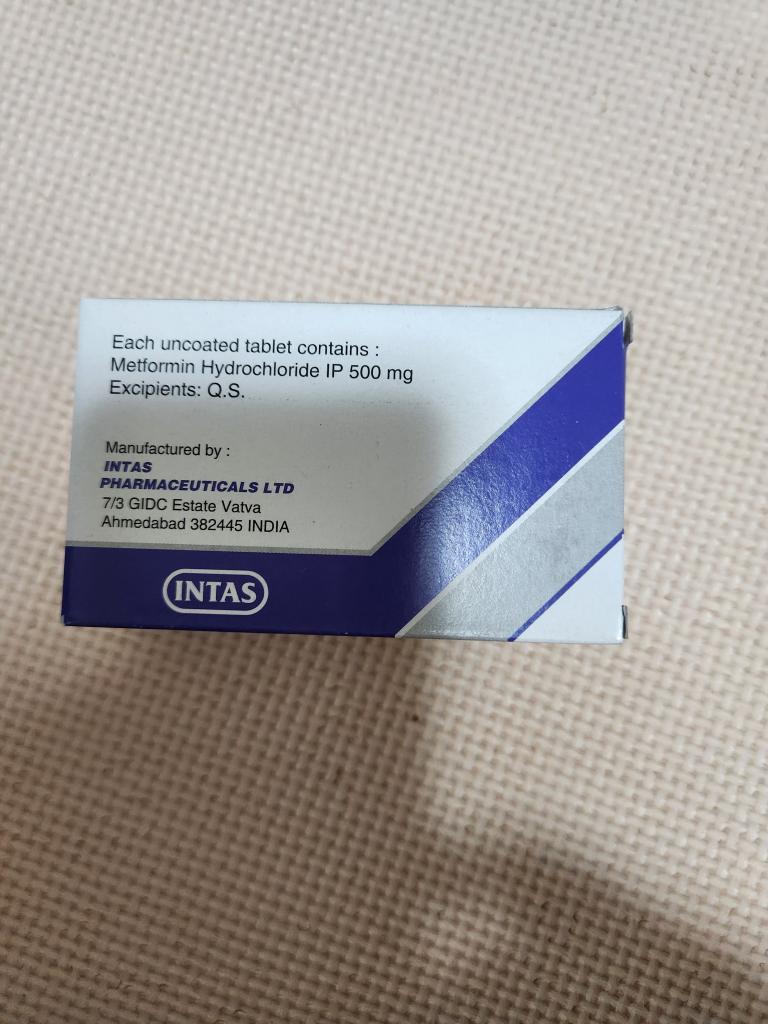 Each uncoated tablet contains :
Metformin Hydrochloride IP 500 mg
Excipients: Q.S.
Manufactured by :
INTAS
PHARMACEUTICALS LTD
7/3 GIDC Estate Vatva
Ahmedabad 382445 INDIA
INTAS